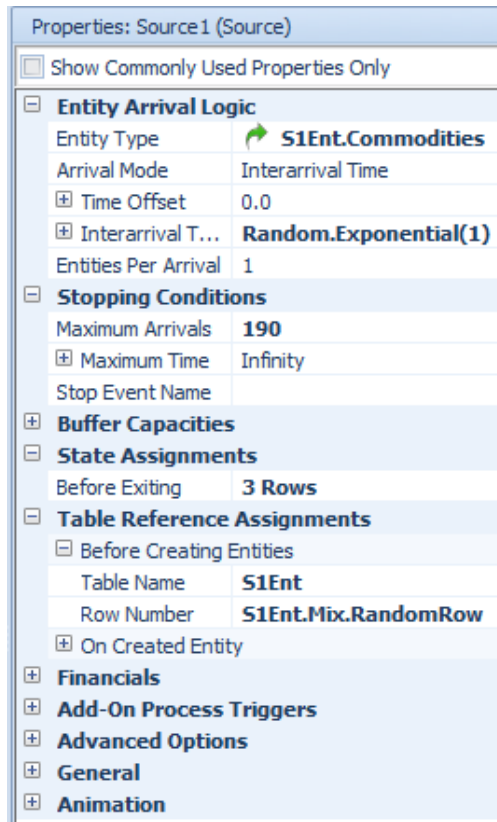 Properties: Source1 (Source)
Show Commonly Used Properties Only
Entity Arrival Logic
Entity Type S1Ent.Commodities
Arrival Mode Interarrival Time
Time Offset 0.0
Interarrival T... Random.Exponential(1)
Entities Per Arrival 1
Stopping Conditions
Maximum Arrivals 190
Maximum Time Infinity
Stop Event Name
Buffer Capacities
State Assignments
Before Exiting 3 Rows
Table Reference Assignments
Before Creating Entities
Table Name S1Ent
Row Number S1Ent.Mix.RandomRow
On Created Entity
Financials
Add-On Process Triggers
Advanced Options
General
Animation